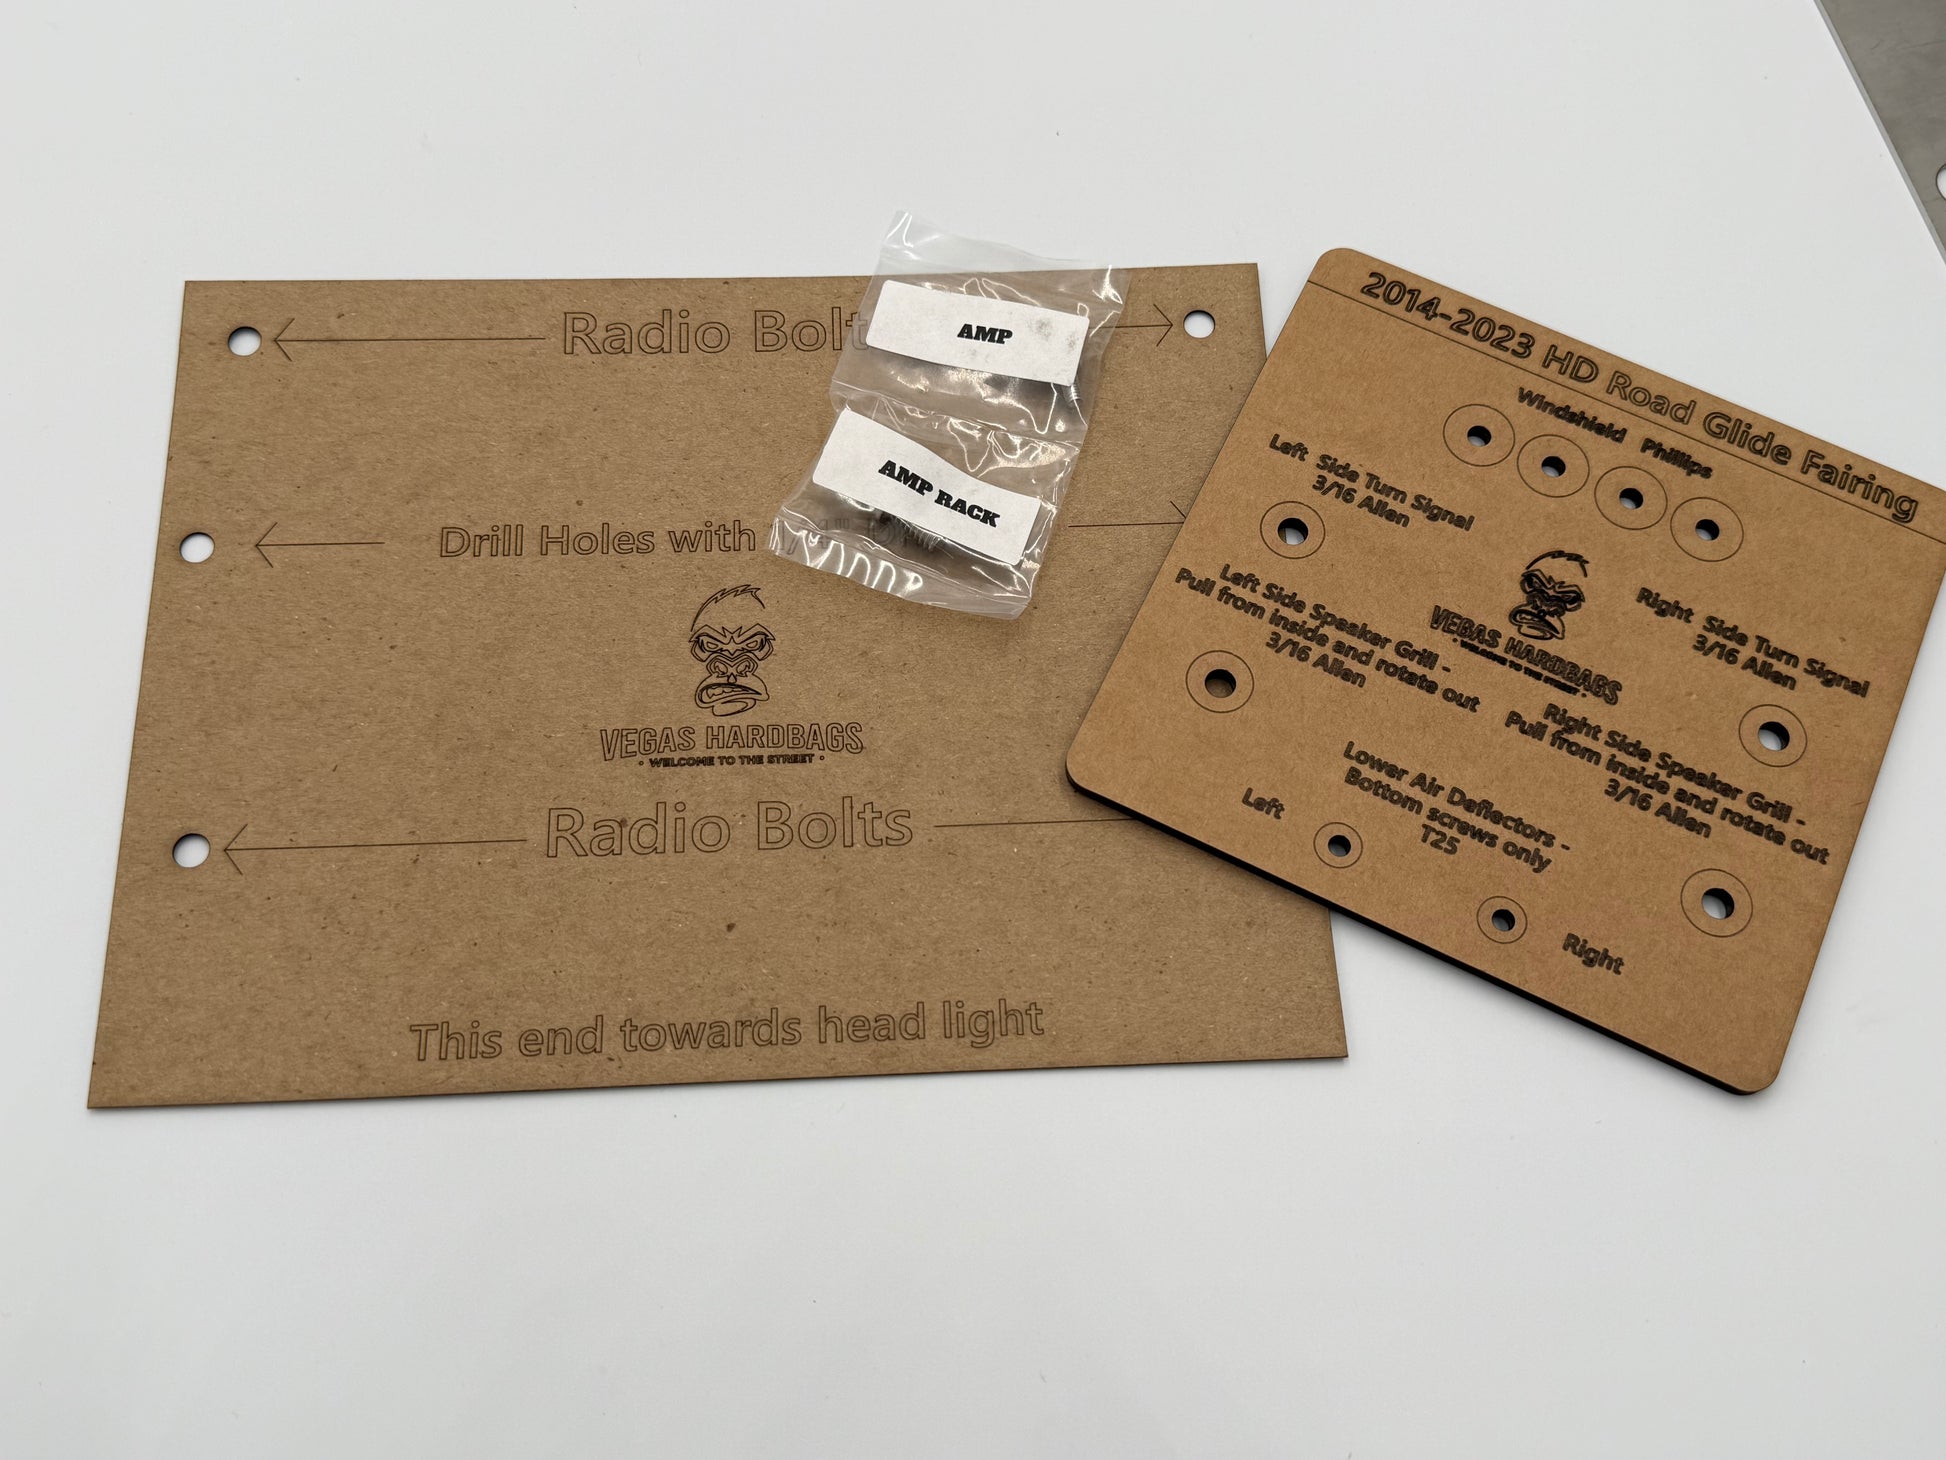 Radio Bolt
Drill Holes with
VEGAS HARDBAGS
· WELCOME TO THE STREET ·
Radio Bolts
This end towards head light
AMP
AMP RACK
2014-2023 HD Road Glide Fairing
Windshield Phillips
Left Side Turn Signal
3/16 Allen
Left Side Speaker Grill -
Pull from inside and rotate out
3/16 Allen
VEGAS HARDBAGS
· WELCOME TO THE STREET ·
Right Side Turn Signal
3/16 Allen
Right Side Speaker Grill -
Pull from inside and rotate out
3/16 Allen
Lower Air Deflectors -
Bottom screws only
T25
Left
Right